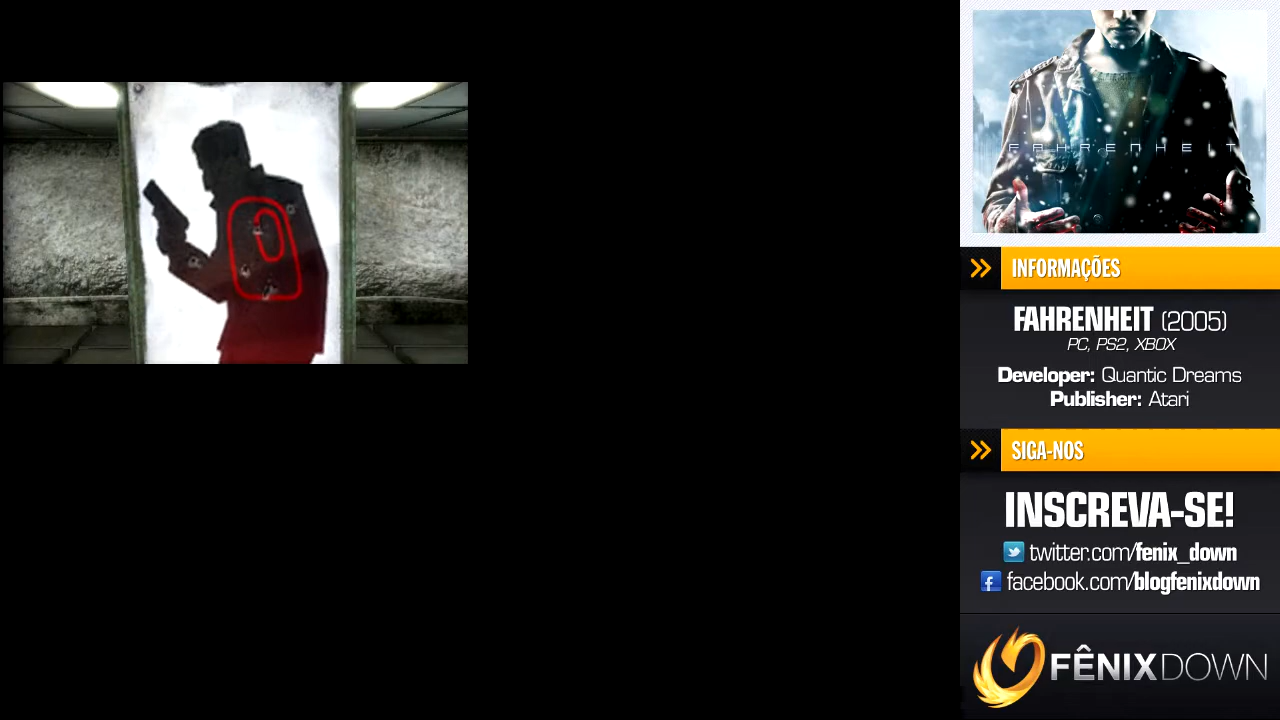 FAHRENHEIT
INFORMAÇÕES
FAHRENHEIT (2005)
PC, PS2, XBOX
Developer: Quantic Dreams
Publisher: Atari
SIGA-NOS
INSCREVA-SE!
twitter.com/fenix_down
facebook.com/blogfenixdown
FÊNIXDOWN